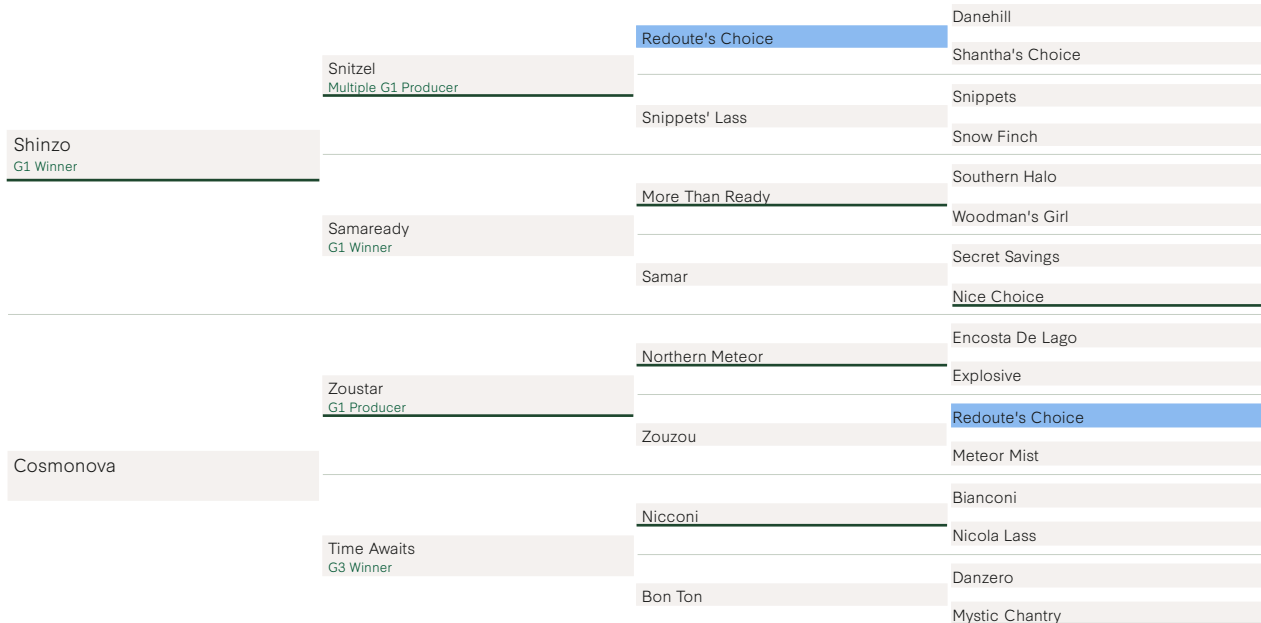 Shinzo
G1 Winner
Cosmonova
Snitzel
Multiple G1 Producer
Samaready
G1 Winner
Zoustar
G1 Producer
Time Awaits
G3 Winner
Redoute's Choice
Snippets' Lass
More Than Ready
Samar
Northern Meteor
Zouzou
Nicconi
Bon Ton
Danehill
Shantha's Choice
Snippets
Snow Finch
Southern Halo
Woodman's Girl
Secret Savings
Nice Choice
Encosta De Lago
Explosive
Redoute's Choice
Meteor Mist
Bianconi
Nicola Lass
Danzero
Mystic Chantry